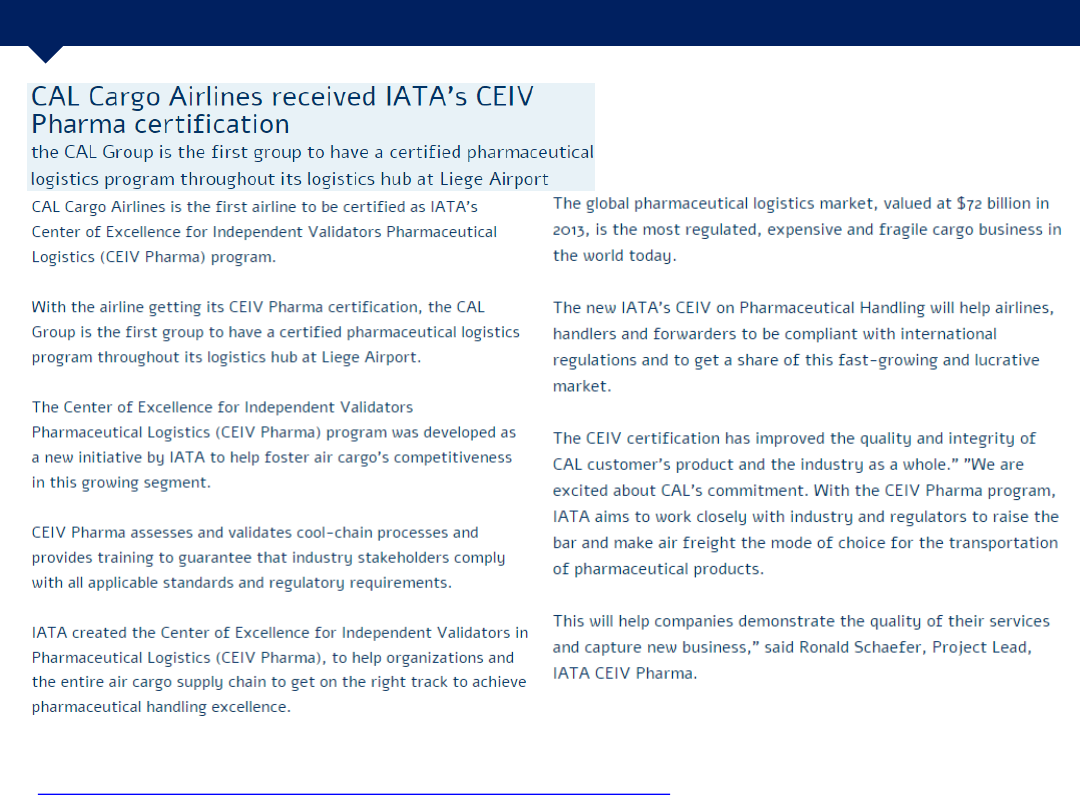 CAL Cargo Airlines received IATA's CEIV
Pharma certification
the CAL Group is the first group to have a certified pharmaceutical
logistics program throughout its logistics hub at Liege Airport
CAL Cargo Airlines is the first airline to be certified as IATA's
Center of Excellence for Independent Validators Pharmaceutical
Logistics (CEIV Pharma) program.
With the airline getting its CEIV Pharma certification, the CAL
Group is the first group to have a certified pharmaceutical logistics
program throughout its logistics hub at Liege Airport.
The Center of Excellence for Independent Validators
Pharmaceutical Logistics (CEIV Pharma) program was developed as
a new initiative by IATA to help foster air cargo's competitiveness
in this growing segment.
CEIV Pharma assesses and validates cool-chain processes and
provides training to guarantee that industry stakeholders comply
with all applicable standards and regulatory requirements.
IATA created the Center of Excellence for Independent Validators in
Pharmaceutical Logistics (CEIV Pharma), to help organizations and
the entire air cargo supply chain to get on the right track to achieve
pharmaceutical handling excellence.
The global pharmaceutical logistics market, valued at $72 billion in
2013, is the most regulated, expensive and fragile cargo business in
the world today.
The new IATA's CEIV on Pharmaceutical Handling will help airlines,
handlers and forwarders to be compliant with international
regulations and to get a share of this fast-growing and lucrative
market.
The CEIV certification has improved the quality and integrity of
CAL customer's product and the industry as a whole." "We are
excited about CAL's commitment. With the CEIV Pharma program,
IATA aims to work closely with industry and regulators to raise the
bar and make air freight the mode of choice for the transportation
of pharmaceutical products.
This will help companies demonstrate the quality of their services
and capture new business," said Ronald Schaefer, Project Lead,
IATA CEIV Pharma.